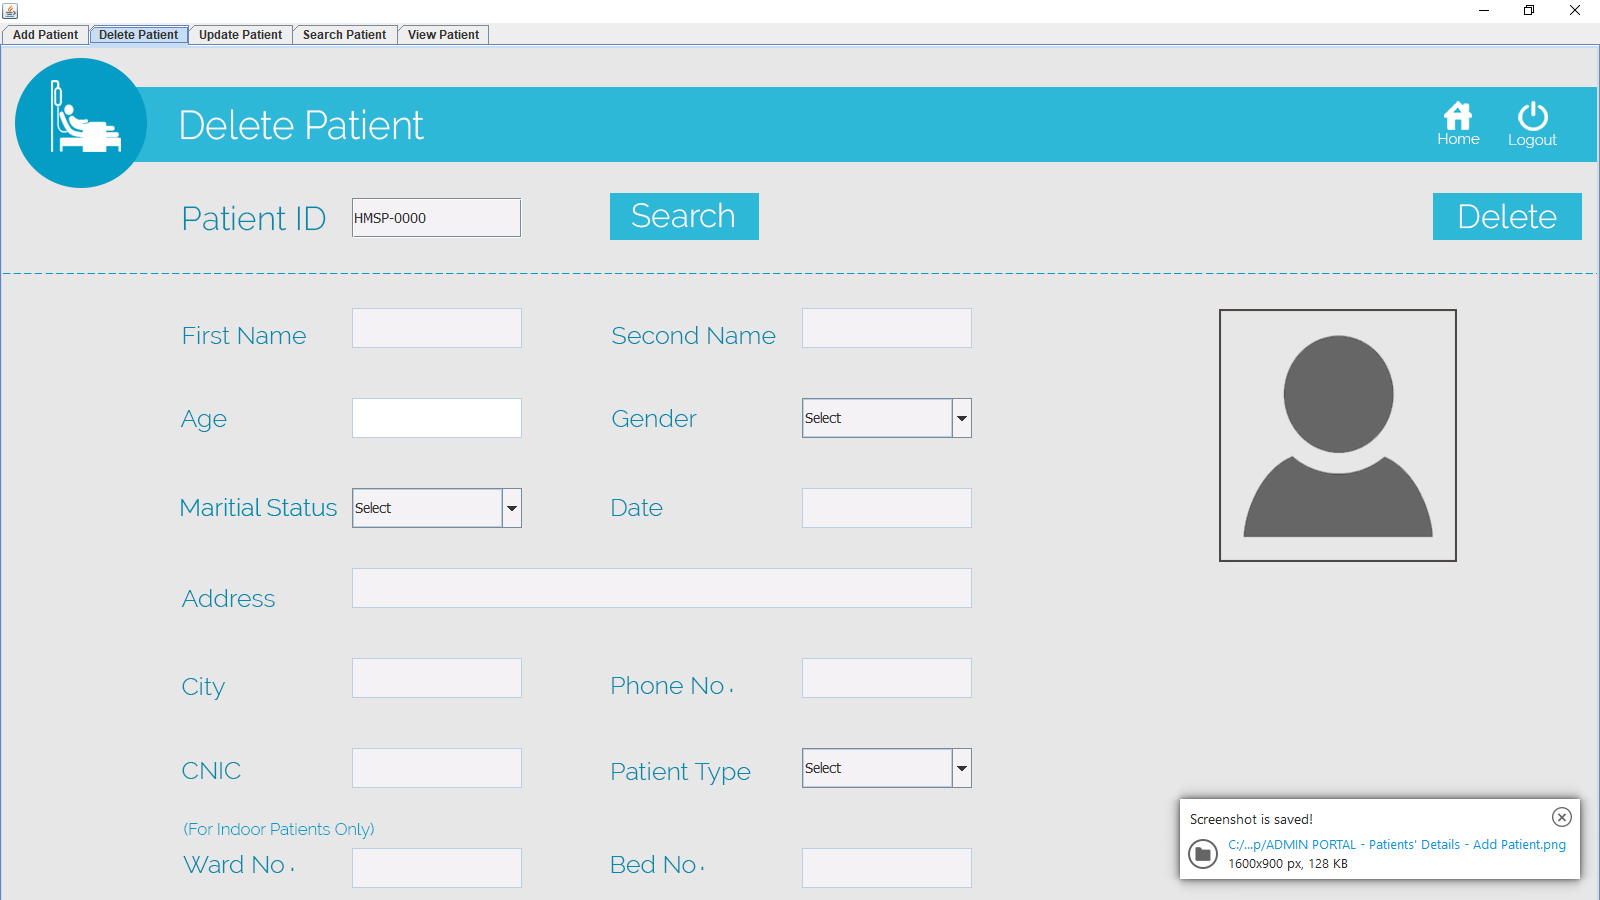 Add Patient Delete Patient Update Patient Search Patient View Patient
Delete Patient
Home Logout
Patient ID HMSP-0000 Search Delete
First Name Second Name
Age Gender Select
Maritial Status Select Date
Address
City Phone No .
CNIC Patient Type Select
(For Indoor Patients Only)
Ward No . Bed No .
Screenshot is saved!
C:/...p/ADMIN PORTAL - Patients' Details - Add Patient.png
1600x900 px, 128 KB